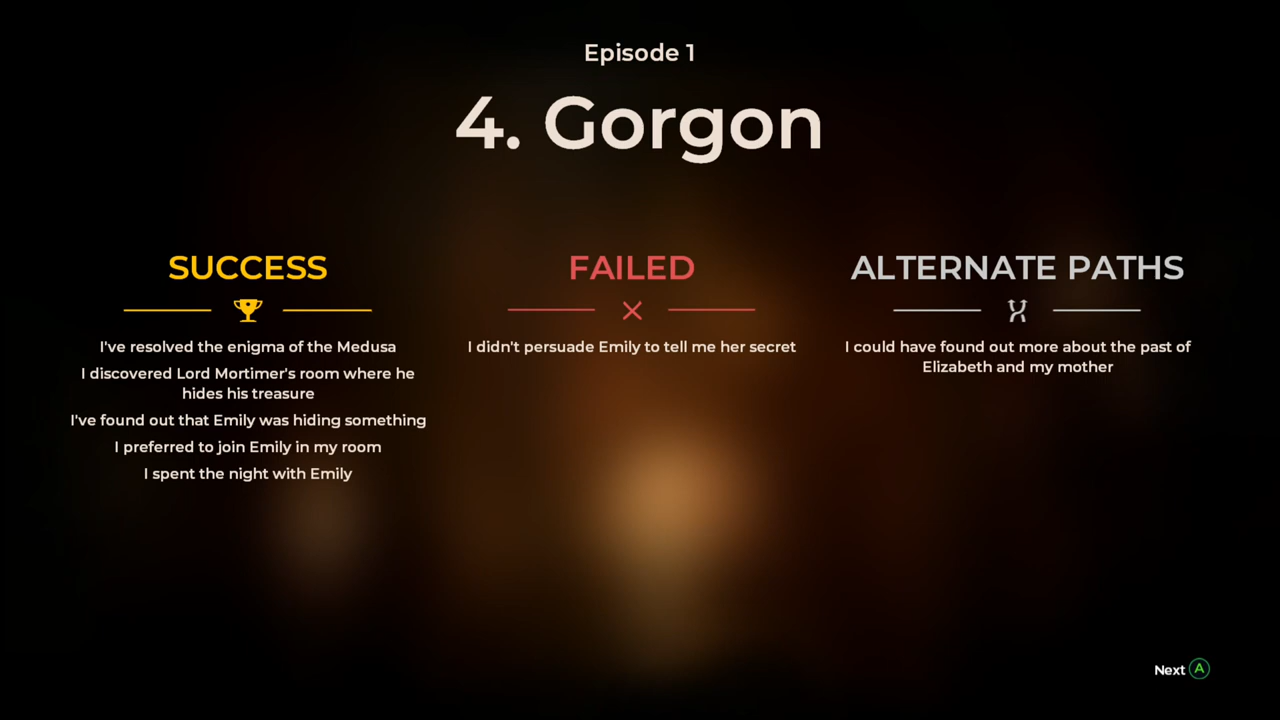 Episode 1
4. Gorgon
SUCCESS
I've resolved the enigma of the Medusa
I discovered Lord Mortimer's room where he
hides his treasure
I've found out that Emily was hiding something
I preferred to join Emily in my room
I spent the night with Emily
FAILED
I didn't persuade Emily to tell me her secret
ALTERNATE PATHS
I could have found out more about the past of
Elizabeth and my mother
Next A